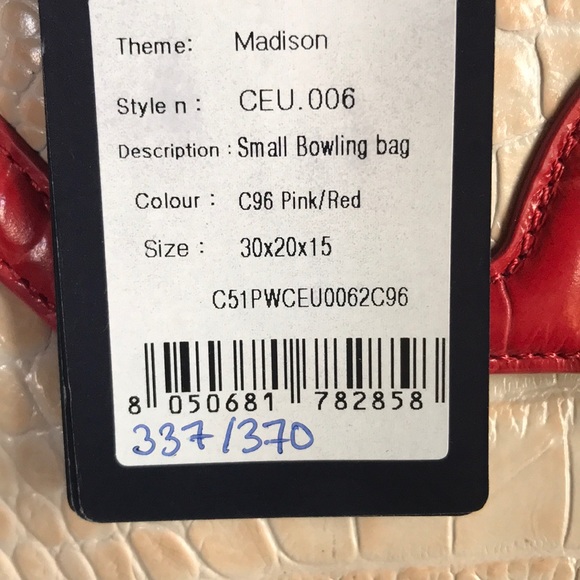 Theme: Madison
Style n : CEU.006
Description : Small Bowling bag
Colour : C96 Pink/Red
Size : 30x20x15
C51PWCEU0062C96
8 050681 782858
337/370